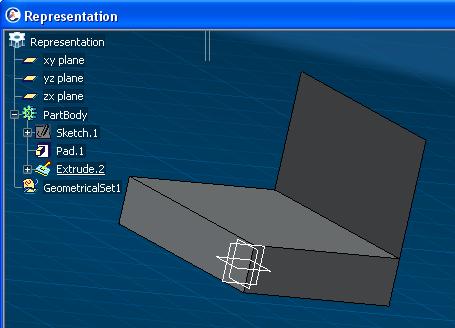 Representation
Representation
xy plane
yz plane
zx plane
PartBody
Sketch.1
Pad.1
Extrude.2
GeometricalSet1